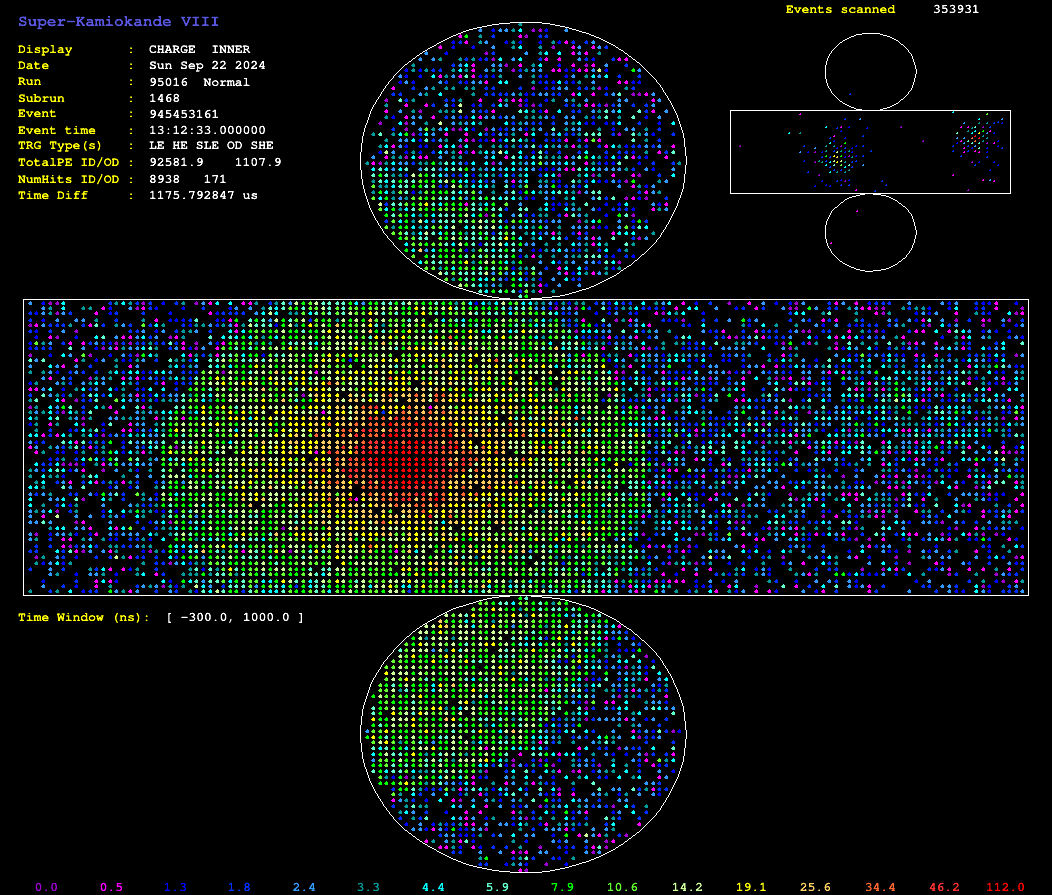 Super-Kamiokande VIII
Display : CHARGE INNER
Date : Sun Sep 22 2024
Run : 95016 Normal
Subrun : 1468
Event : 945453161
Event time : 13:12:33.000000
TRG Type(s) : LE HE SLE OD SHE
TotalPE ID/OD : 92581.9 1107.9
NumHits ID/OD : 8938 171
Time Diff : 1175.792847 us
Events scanned 353931
Time Window (ns): [ -300.0, 1000.0 ]
0.0 0.5 1.3 1.8 2.4 3.3 4.4 5.9 7.9 10.6 14.2 19.1 25.6 34.4 46.2 112.0